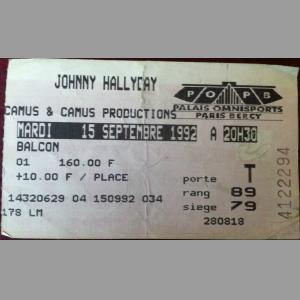 JOHNNY HALLYDAY
POPB
PALAIS OMNISPORTS
PARIS BERCY
CAMUS & CAMUS PRODUCTIONS
MARDI 15 SEPTEMBRE 1992 A 20H30
BALCON
01 160.00 F
+10.00 F / PLACE
porte T
rang 89
siege 79
14320629 04 150992 034
178 LM
280818
4122294